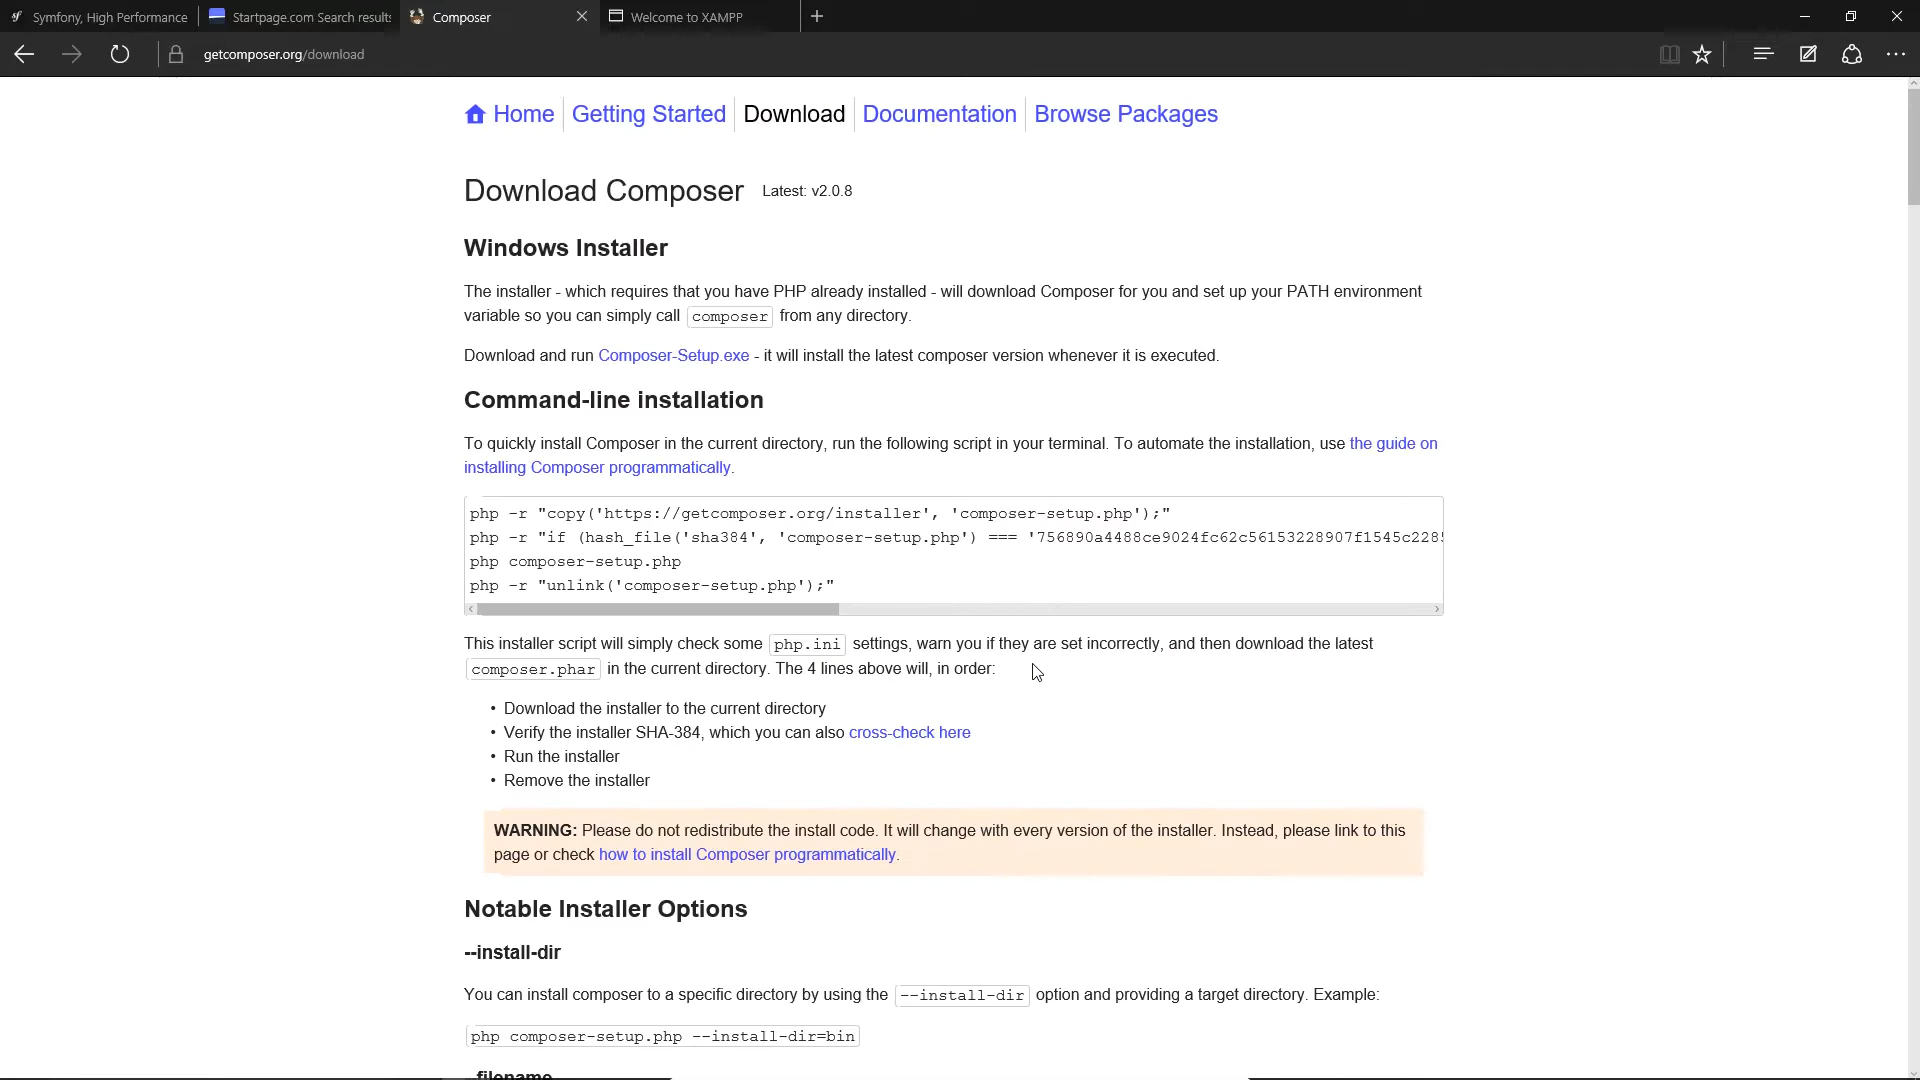 Symfony, High Performance
Startpage.com Search results
Composer
Welcome to XAMPP
getcomposer.org/download
Home
Getting Started
Download
Documentation
Browse Packages
Download Composer Latest: v2.0.8
Windows Installer
The installer - which requires that you have PHP already installed - will download Composer for you and set up your PATH environment
variable so you can simply call composer from any directory.
Download and run Composer-Setup.exe - it will install the latest composer version whenever it is executed.
Command-line installation
To quickly install Composer in the current directory, run the following script in your terminal. To automate the installation, use the guide on
installing Composer programmatically.
php -r "copy('https://getcomposer.org/installer', 'composer-setup.php');"
php -r "if (hash_file('sha384', 'composer-setup.php') === '756890a4488ce9024fc62c56153228907f1545c228
php composer-setup.php
php -r "unlink('composer-setup.php');"
This installer script will simply check some php.ini settings, warn you if they are set incorrectly, and then download the latest
composer.phar in the current directory. The 4 lines above will, in order:
• Download the installer to the current directory
• Verify the installer SHA-384, which you can also cross-check here
• Run the installer
• Remove the installer
WARNING: Please do not redistribute the install code. It will change with every version of the installer. Instead, please link to this
page or check how to install Composer programmatically.
Notable Installer Options
--install-dir
You can install composer to a specific directory by using the --install-dir option and providing a target directory. Example:
php composer-setup.php --install-dir=bin
--filename